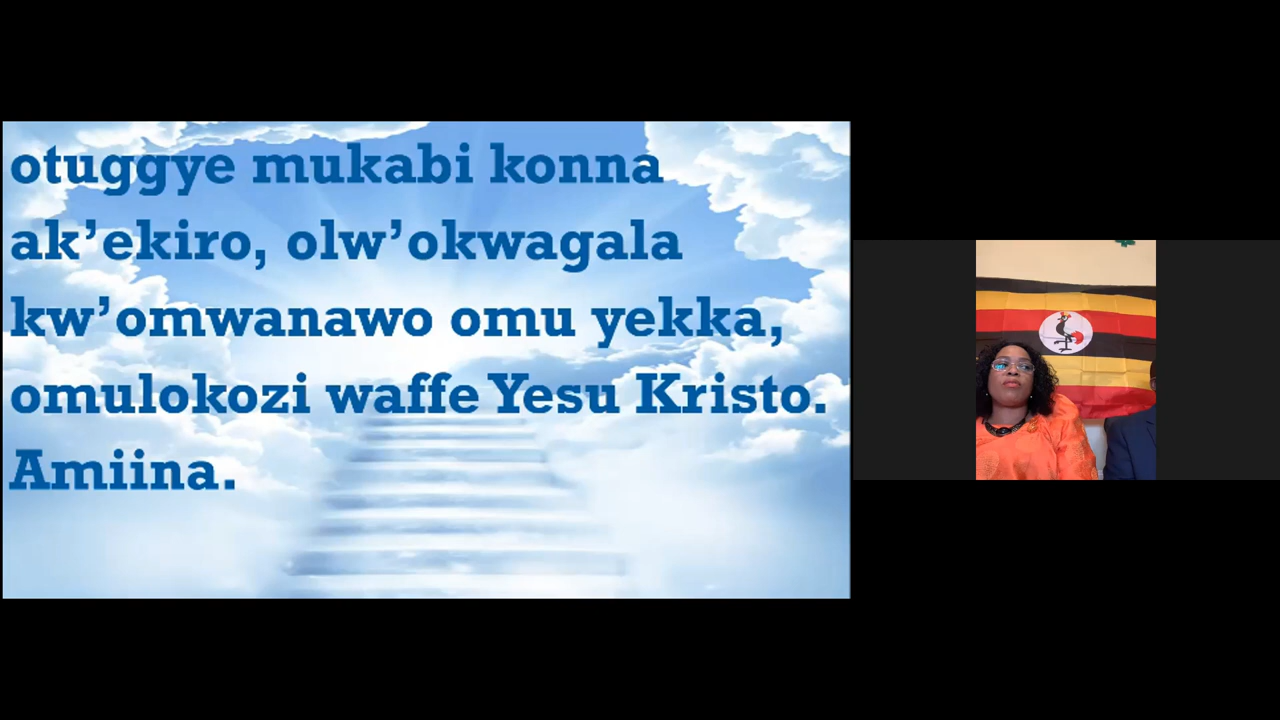 otuggye mukabi konna
ak’ekiro, olw’okwagala
kw’omwanawo omu yekka,
omulokozi waffe Yesu Kristo.
Amiina.